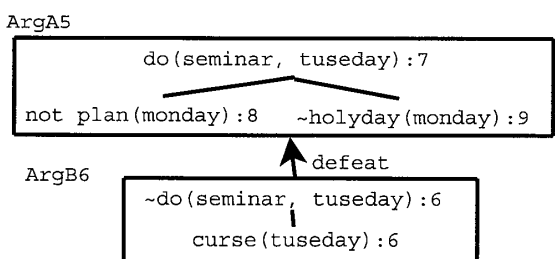 ArgA5
do(seminar, tuseday):7
not plan(monday):8 ~holyday(monday):9
defeat
ArgB6
~do(seminar, tuseday):6
curse(tuseday):6